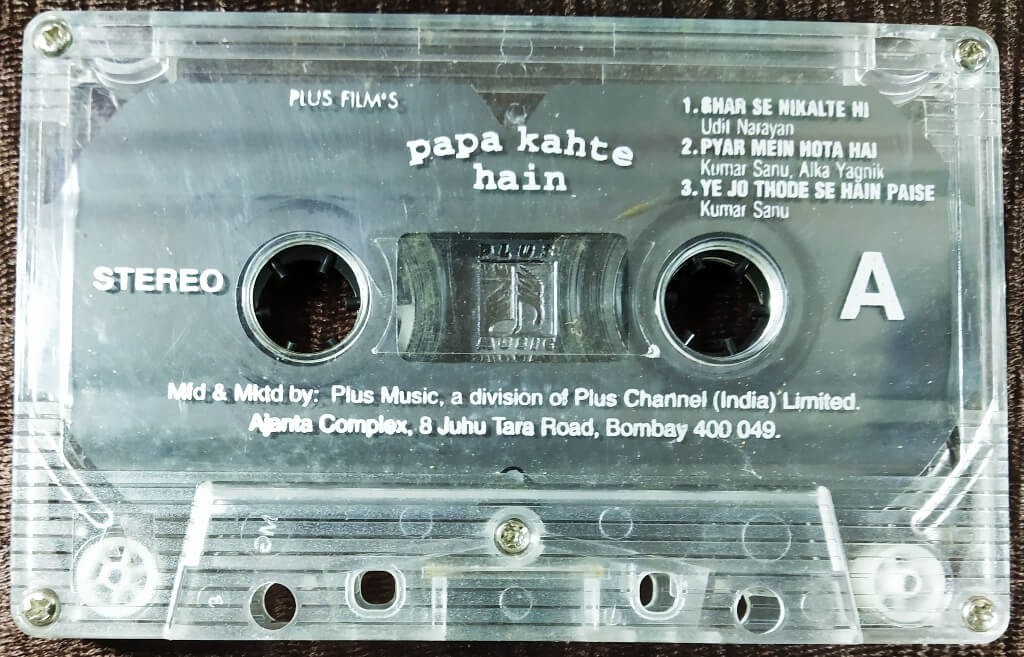 PLUS FILM'S
papa kahte
hain
1. GHAR SE NIKALTE HI
Udit Narayan
2. PYAR MEIN HOTA HAI
Kumar Sanu, Alka Yagnik
3. YE JO THODE SE HAIN PAISE
Kumar Sanu
STEREO
PLUS
MUSIC
A
Mfd & Mktd by: Plus Music, a division of Plus Channel (India) Limited.
Ajanta Complex, 8 Juhu Tara Road, Bombay 400 049.